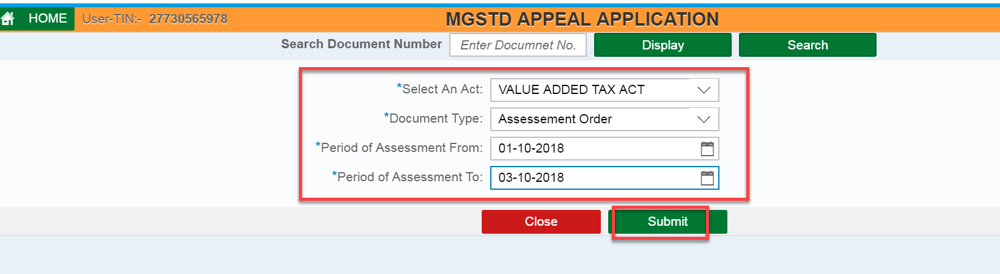 HOME User-TIN:- 27730565978 MGSTD APPEAL APPLICATION
Search Document Number Enter Documnet No. Display Search
*Select An Act: VALUE ADDED TAX ACT
*Document Type: Assessement Order
*Period of Assessment From: 01-10-2018
*Period of Assessment To: 03-10-2018
Close Submit